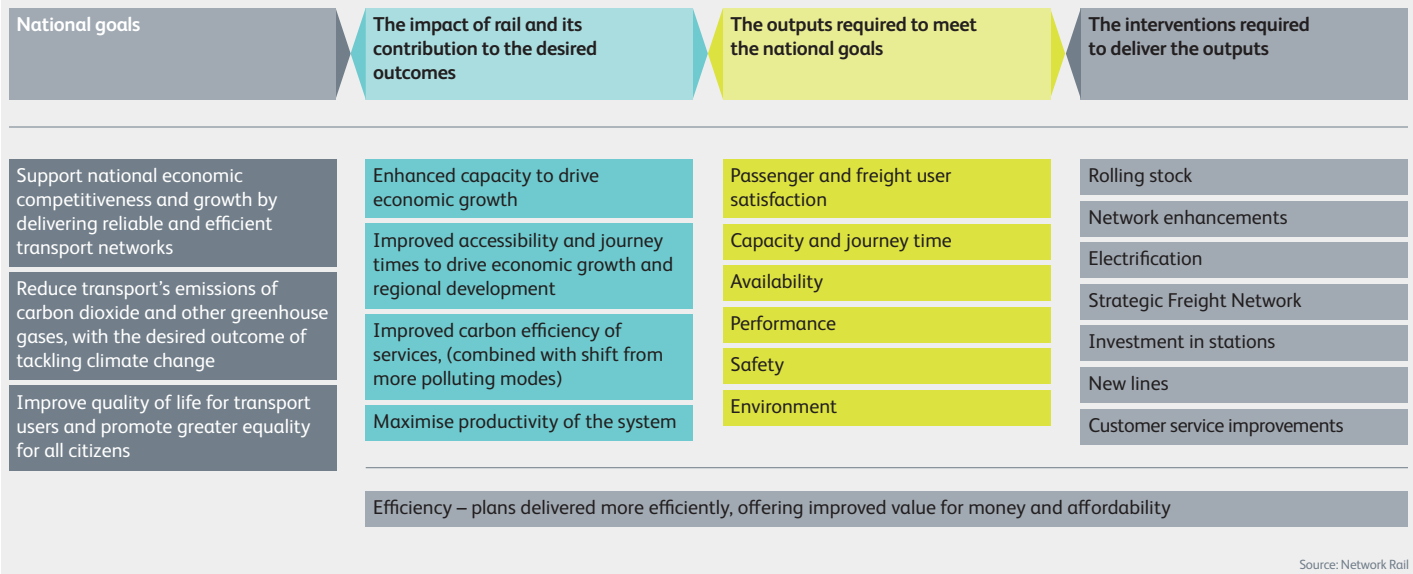 National goals
The impact of rail and its
contribution to the desired
outcomes
The outputs required to meet
the national goals
The interventions required
to deliver the outputs
Support national economic
competitiveness and growth by
delivering reliable and efficient
transport networks
Reduce transport’s emissions of
carbon dioxide and other greenhouse
gases, with the desired outcome of
tackling climate change
Improve quality of life for transport
users and promote greater equality
for all citizens
Enhanced capacity to drive
economic growth
Improved accessibility and journey
times to drive economic growth and
regional development
Improved carbon efficiency of
services, (combined with shift from
more polluting modes)
Maximise productivity of the system
Passenger and freight user
satisfaction
Capacity and journey time
Availability
Performance
Safety
Environment
Rolling stock
Network enhancements
Electrification
Strategic Freight Network
Investment in stations
New lines
Customer service improvements
Efficiency – plans delivered more efficiently, offering improved value for money and affordability
Source: Network Rail